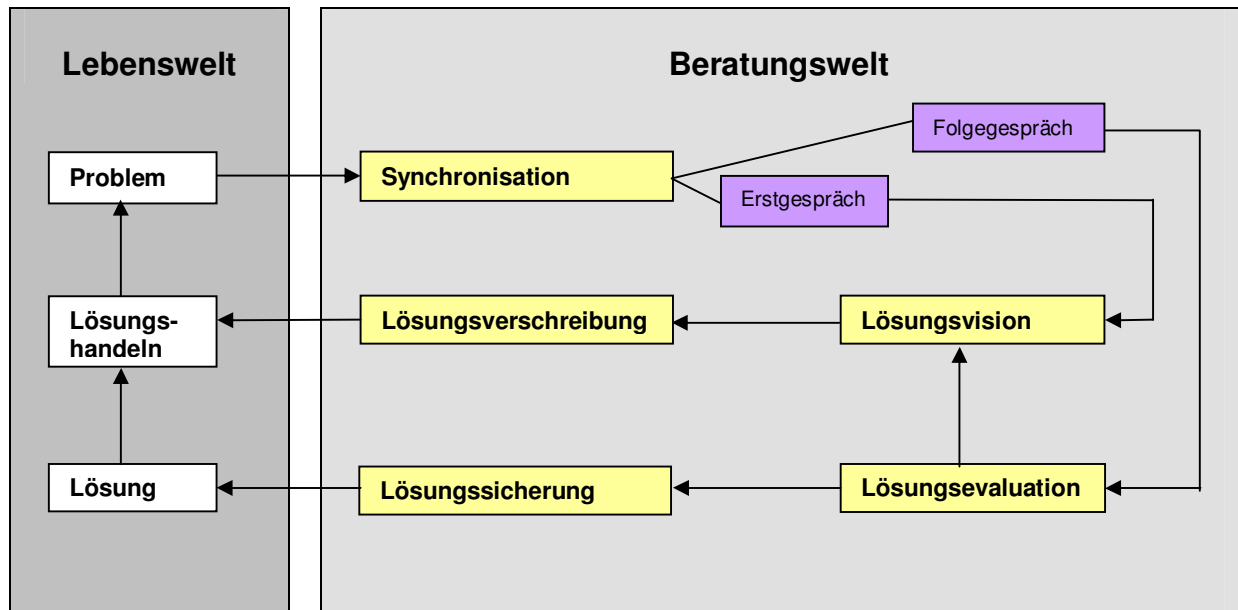 Lebenswelt
Beratungswelt
Folgegespräch
Problem
Synchronisation
Erstgespräch
Lösungs-
handeln
Lösungsverschreibung
Lösungsvision
Lösung
Lösungssicherung
Lösungsevaluation